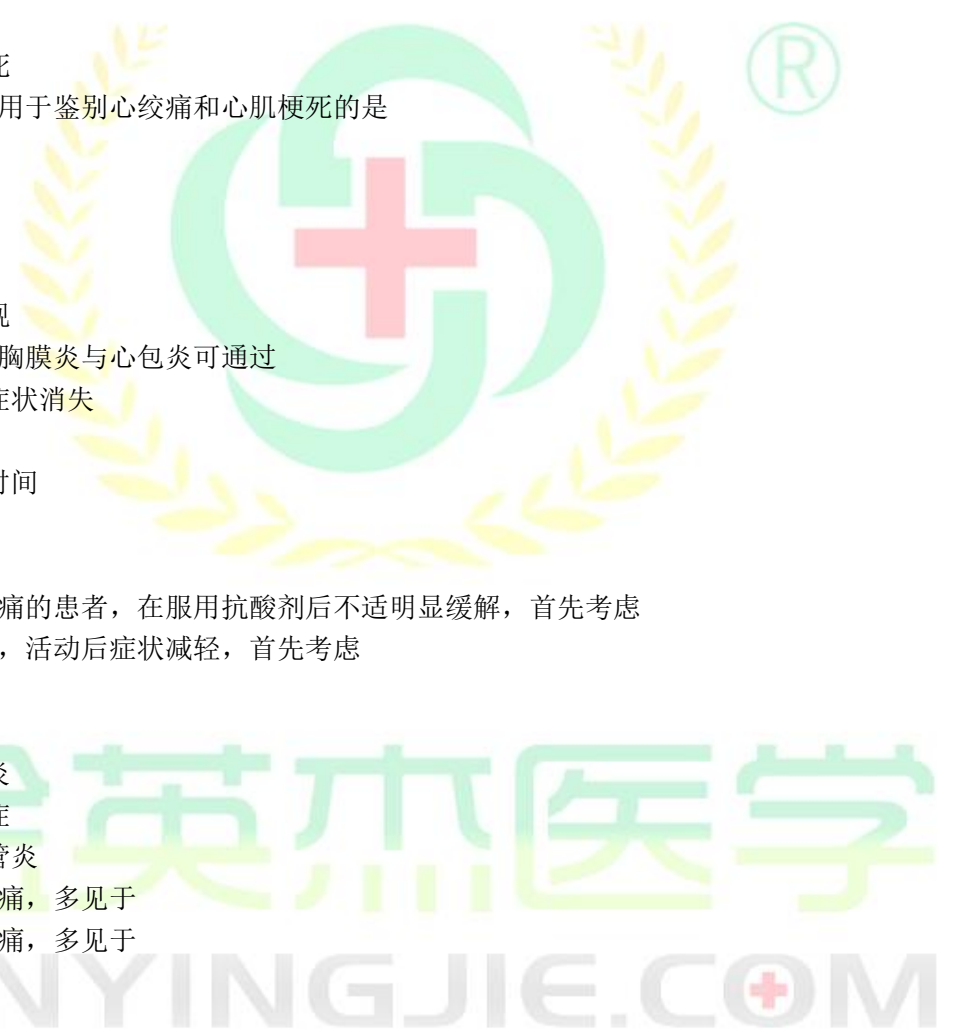 死
用于鉴别心绞痛和心肌梗死的是
胸膜炎与心包炎可通过
症状消失
时间
痛的患者，在服用抗酸剂后不适明显缓解，首先考虑
，活动后症状减轻，首先考虑
炎
症
管炎
痛，多见于
痛，多见于
®
英杰医学
NYINGJIE.COM